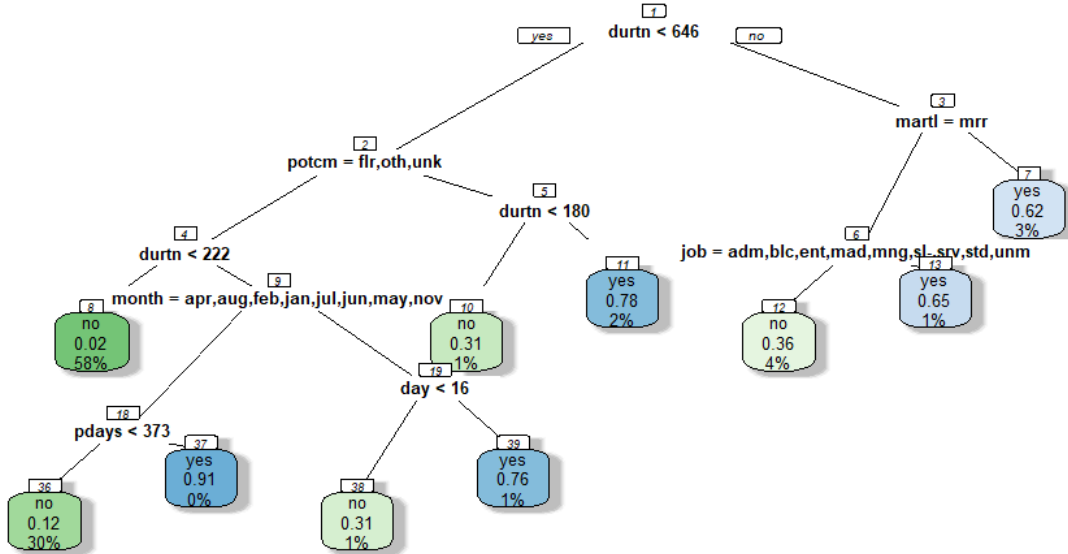 1
durtn < 646
yes
no
3
martl = mrr
2
potcm = flr,oth,unk
7
yes
0.62
3%
5
durtn < 180
4
durtn < 222
6
job = adm,blc,ent,mad,mng,sl-,srv,std,unm
9
month = apr,aug,feb,jan,jul,jun,may,nov
11
yes
0.78
2%
13
yes
0.65
1%
8
no
0.02
58%
10
no
0.31
1%
12
no
0.36
4%
19
day < 16
18
pdays < 373
37
yes
0.91
0%
39
yes
0.76
1%
36
no
0.12
30%
38
no
0.31
1%